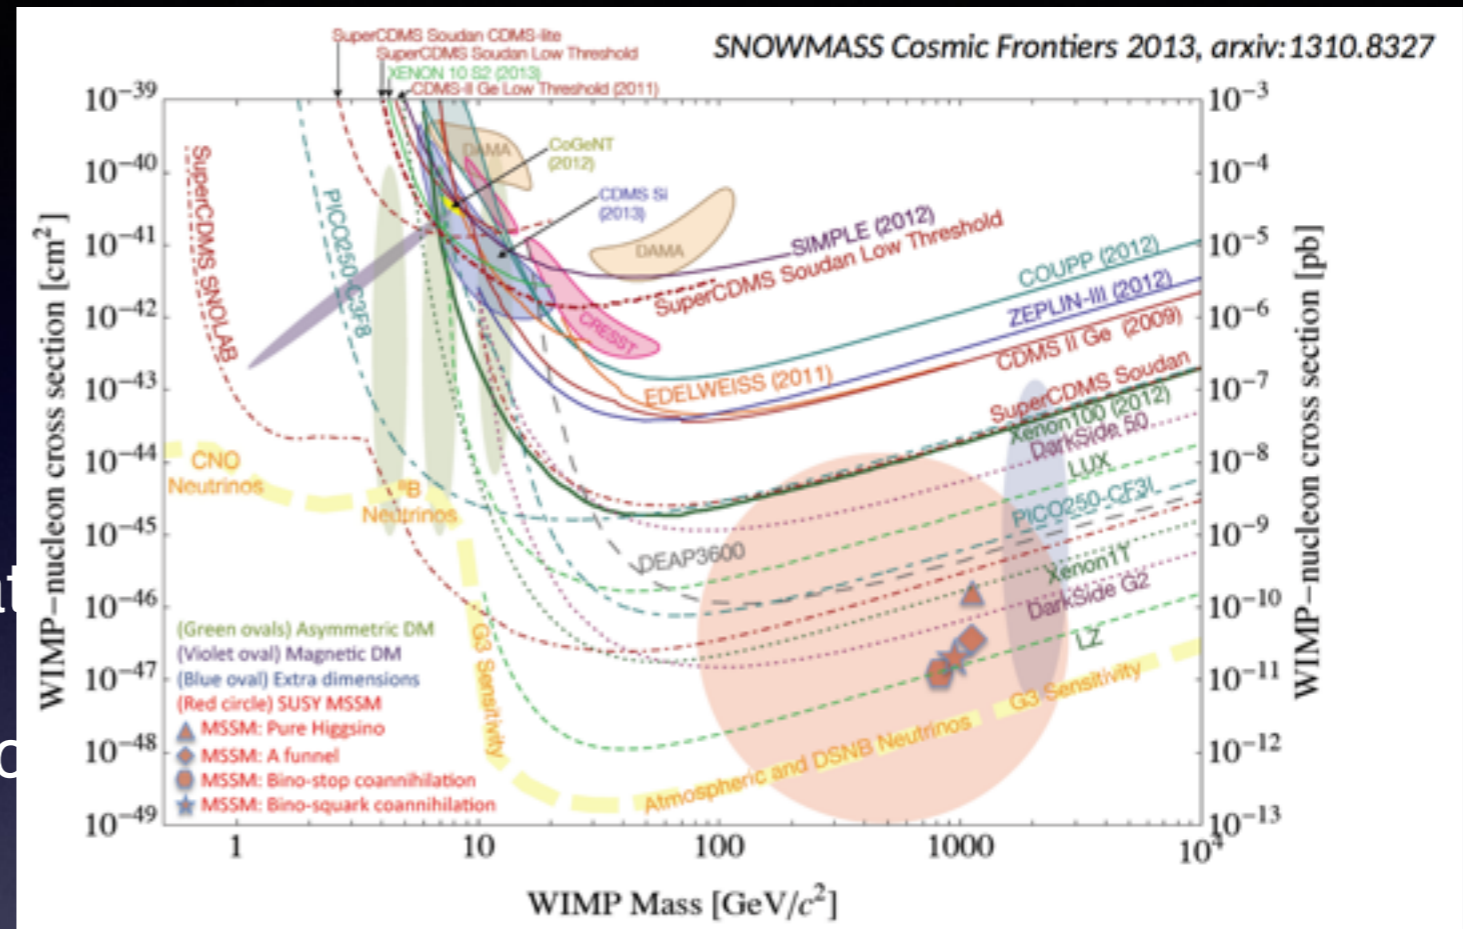 SuperCDMS Soudan CDMS-lite
SuperCDMS Soudan Low Threshold
XENON 10 S2 (2013)
CDMS-II Ge Low Threshold (2011)
SNOWMASS Cosmic Frontiers 2013, arxiv:1310.8327
10−39
10−40
10−41
10−42
10−43
10−44
10−45
10−46
10−47
10−48
10−49
WIMP−nucleon cross section [cm2]
10−3
10−4
10−5
10−6
10−7
10−8
10−9
10−10
10−11
10−12
10−13
WIMP−nucleon cross section [pb]
SuperCDMS SNOLAB
PICO250-C3F8
DAMA
CoGeNT
(2012)
CDMS Si
(2013)
DAMA
SIMPLE (2012)
SuperCDMS Soudan Low Threshold
COUPP (2012)
ZEPLIN-III (2012)
CRESST
CDMS II Ge (2009)
EDELWEISS (2011)
SuperCDMS Soudan
Xenon100 (2012)
DarkSide 50
LUX
PICO250-CF3I
CNO
Neutrinos
8B
Neutrinos
DEAP3600
Xenon1T
DarkSide G2
LZ
G3 Sensitivity
G3 Sensitivity
Atmospheric and DSNB Neutrinos
(Green ovals) Asymmetric DM
(Violet oval) Magnetic DM
(Blue oval) Extra dimensions
(Red circle) SUSY MSSM
MSSM: Pure Higgsino
MSSM: A funnel
MSSM: Bino-stop coannihilation
MSSM: Bino-squark coannihilation
1
10
100
1000
104
WIMP Mass [GeV/c2]